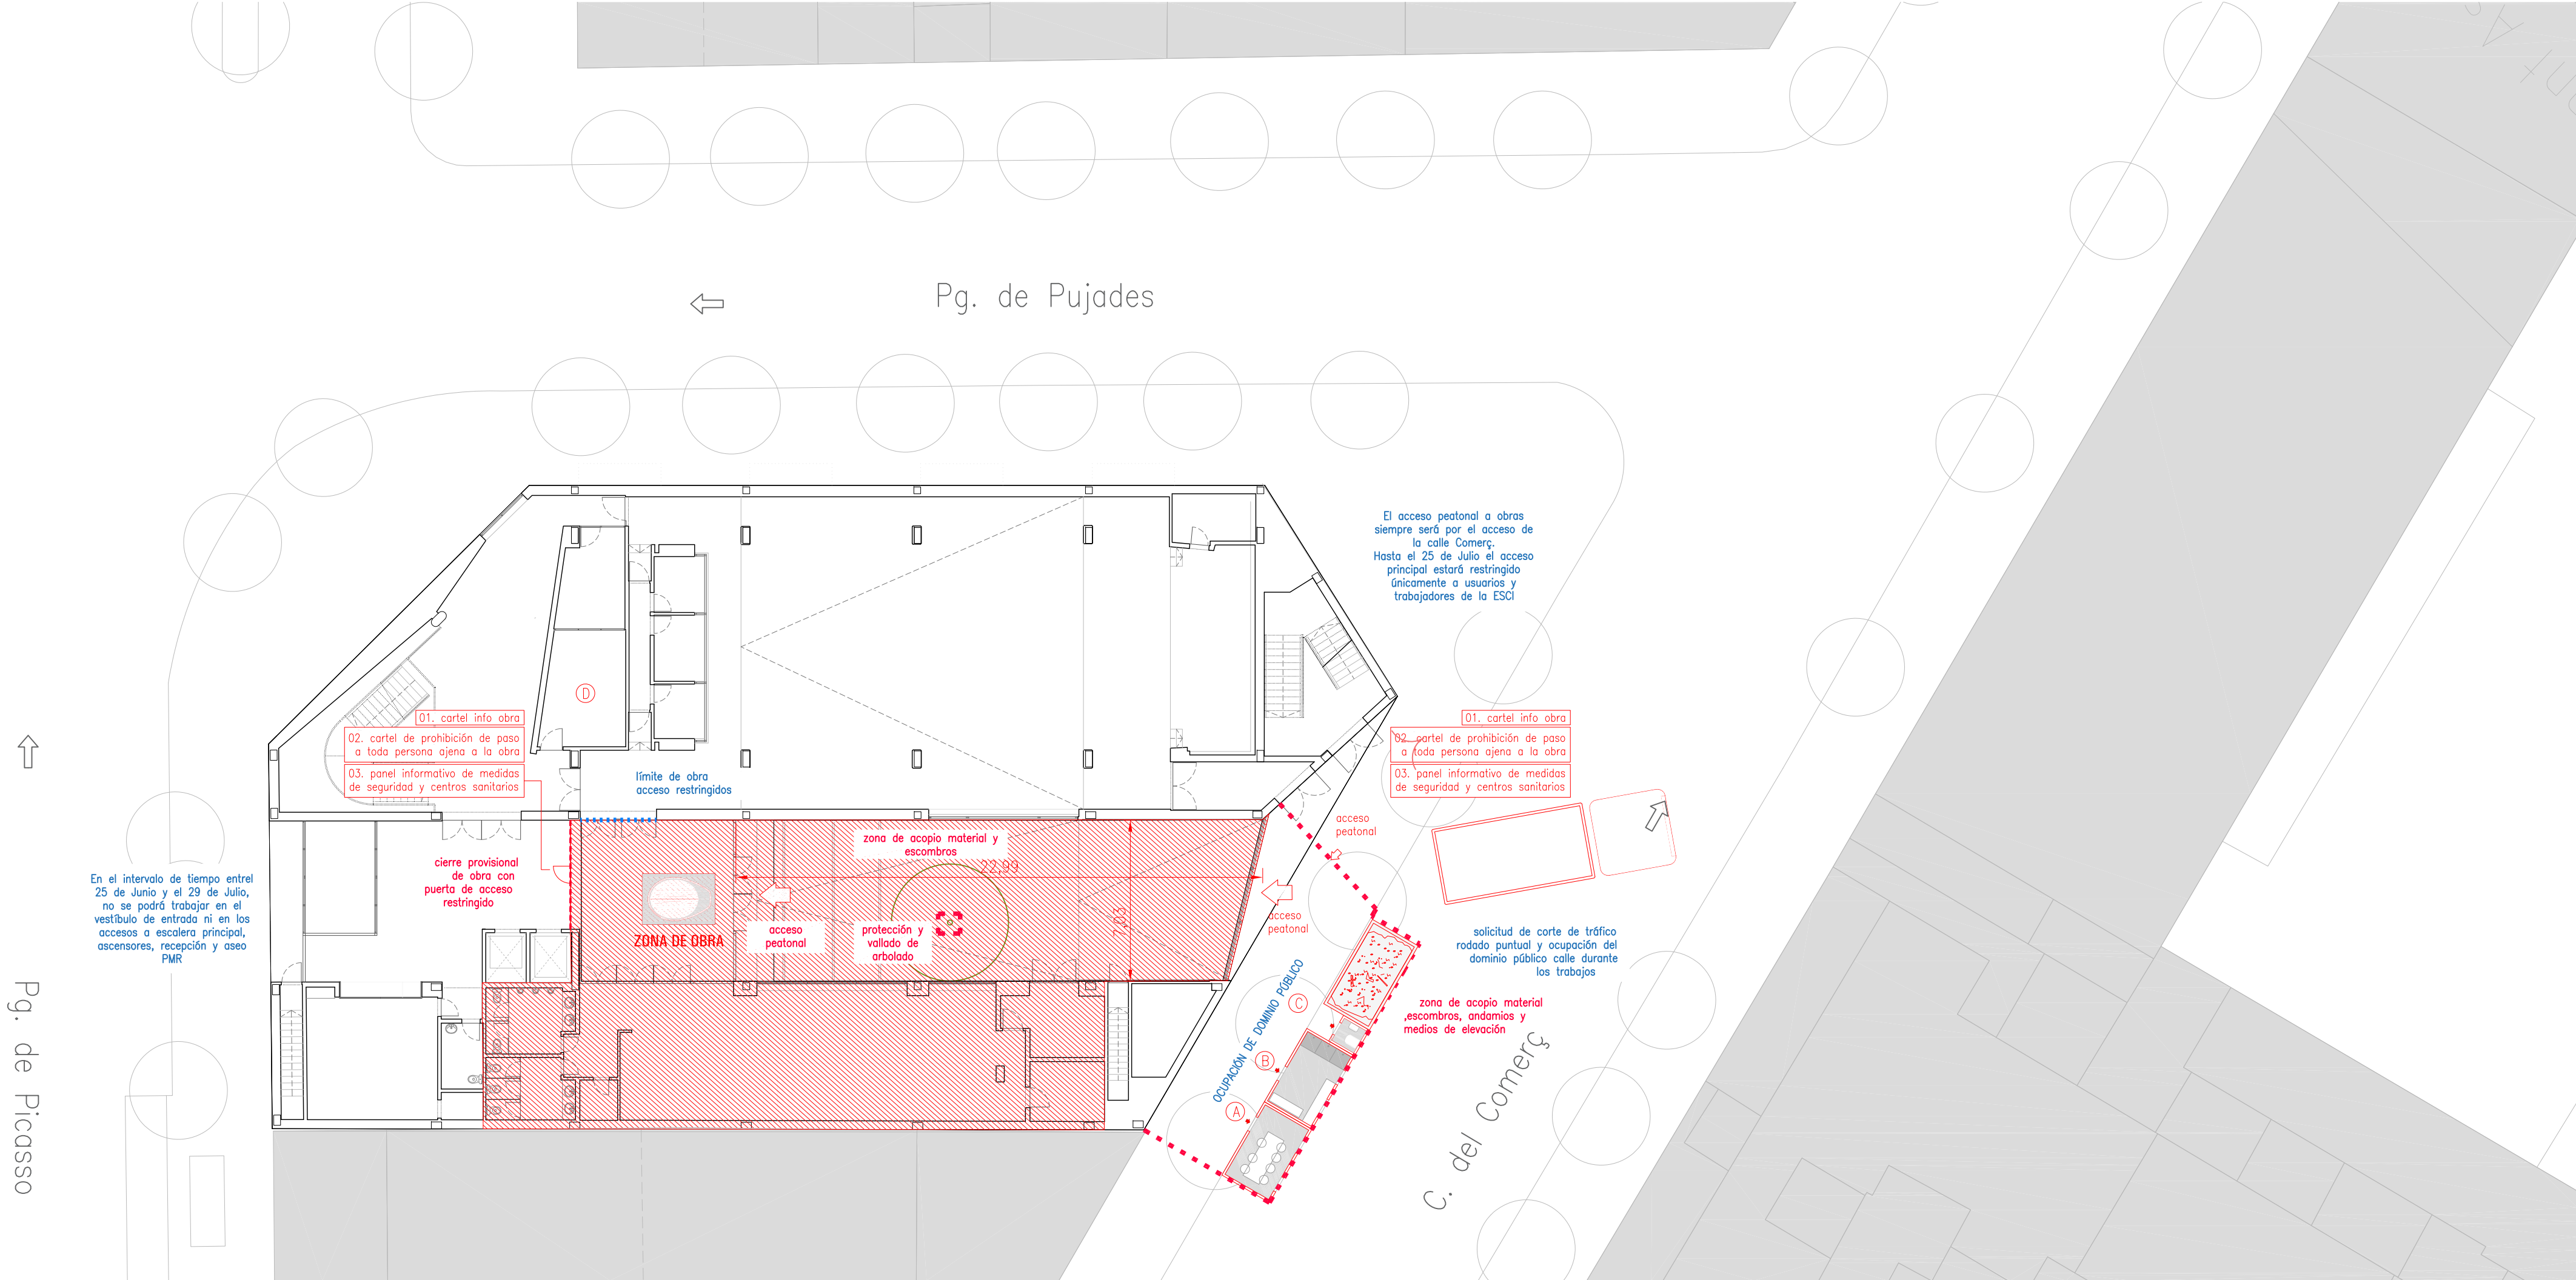 Pg. de Pujades
El acceso peatonal a obras
siempre será por el acceso de
la calle Comerç.
Hasta el 25 de Julio el acceso
principal estará restringido
únicamente a usuarios y
trabajadores de la ESCI
D
01. cartel info obra
02. cartel de prohibición de paso
a toda persona ajena a la obra
03. panel informativo de medidas
de seguridad y centros sanitarios
límite de obra
acceso restringidos
01. cartel info obra
02. cartel de prohibición de paso
a toda persona ajena a la obra
03. panel informativo de medidas
de seguridad y centros sanitarios
acceso
peatonal
zona de acopio material y
escombros
22,99
cierre provisional
de obra con
puerta de acceso
restringido
En el intervalo de tiempo entrel
25 de Junio y el 29 de Julio,
no se podrá trabajar en el
vestíbulo de entrada ni en los
accesos a escalera principal,
ascensores, recepción y aseo
PMR
ZONA DE OBRA
acceso
peatonal
protección y
vallado de
arbolado
7,03
acceso
peatonal
solicitud de corte de tráfico
rodado puntual y ocupación del
dominio público calle durante
los trabajos
zona de acopio material
,escombros, andamios y
medios de elevación
OCUPACIÓN DE DOMINIO PÚBLICO
C
B
A
Pg. de Picasso
C. del Comerç